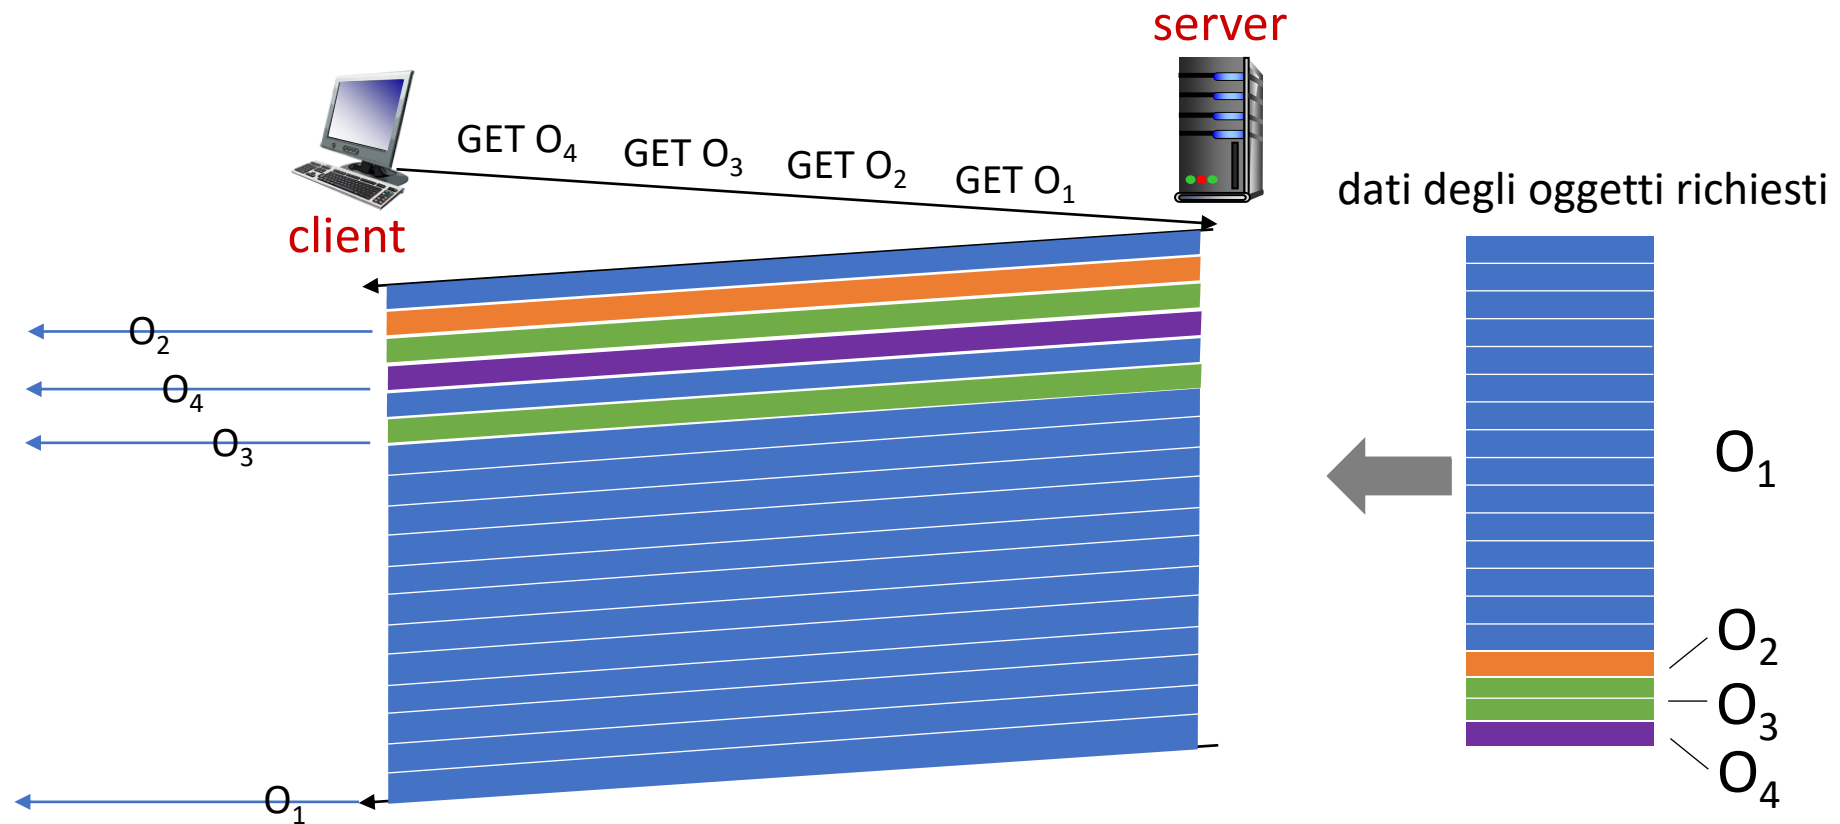 server
GET O₄
GET O₃
GET O₂
GET O₁
dati degli oggetti richiesti
client
O₂
O₄
O₃
O₁
O₁
O₂
O₃
O₄